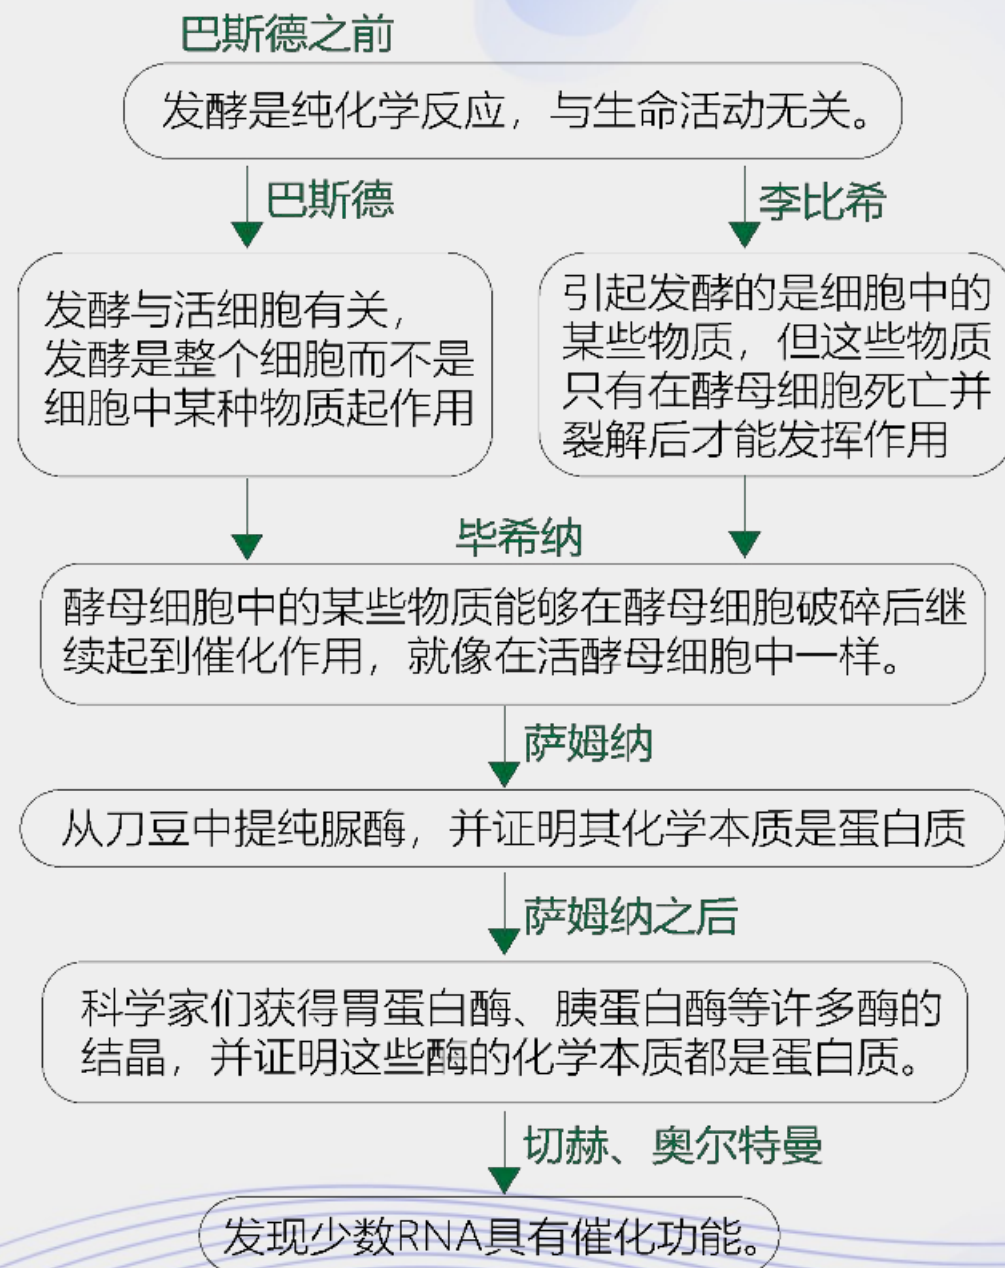 巴斯德之前
发酵是纯化学反应，与生命活动无关。
巴斯德
李比希
发酵与活细胞有关，
发酵是整个细胞而不是
细胞中某种物质起作用
引起发酵的是细胞中的
某些物质，但这些物质
只有在酵母细胞死亡并
裂解后才能发挥作用
毕希纳
酵母细胞中的某些物质能够在酵母细胞破碎后继
续起到催化作用，就像在活酵母细胞中一样。
萨姆纳
从刀豆中提纯脲酶，并证明其化学本质是蛋白质
萨姆纳之后
科学家们获得胃蛋白酶、胰蛋白酶等许多酶的
结晶，并证明这些酶的化学本质都是蛋白质。
切赫、奥尔特曼
发现少数RNA具有催化功能。